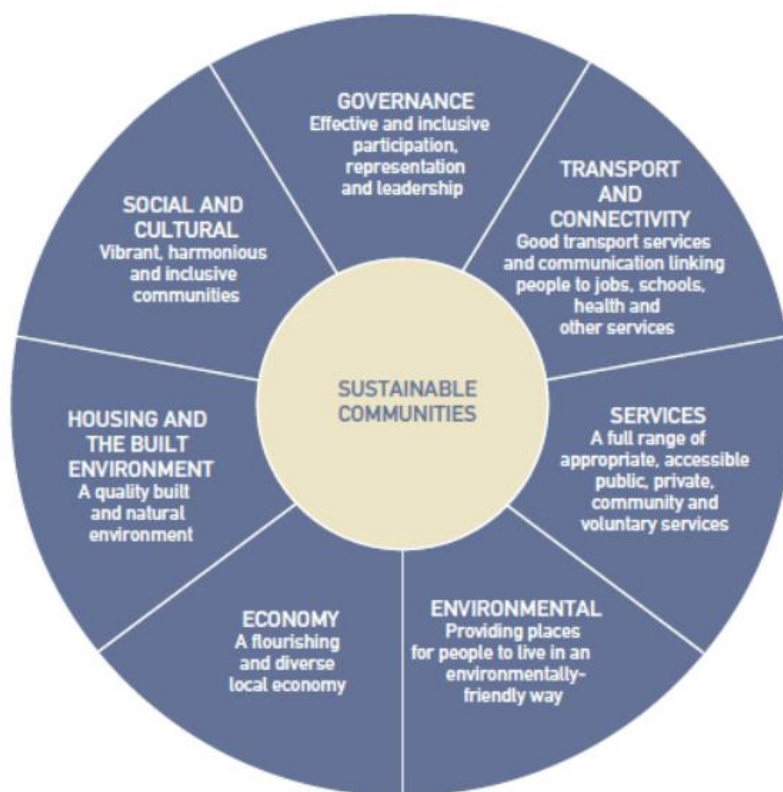 GOVERNANCE
Effective and inclusive
participation,
representation
and leadership
TRANSPORT
AND
CONNECTIVITY
Good transport services
and communication linking
people to jobs, schools,
health and
other services
SERVICES
A full range of
appropriate, accessible
public, private,
community and
voluntary services
ENVIRONMENTAL
Providing places
for people to live in an
environmentally-
friendly way
ECONOMY
A flourishing
and diverse
local economy
HOUSING AND
THE BUILT
ENVIRONMENT
A quality built
and natural
environment
SOCIAL AND
CULTURAL
Vibrant, harmonious
and inclusive
communities
SUSTAINABLE
COMMUNITIES